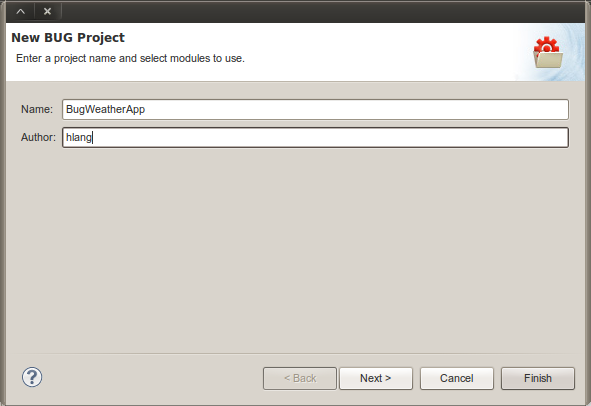 New BUG Project
Enter a project name and select modules to use.
Name: BugWeatherApp
Author: hlang
?
< Back Next > Cancel Finish